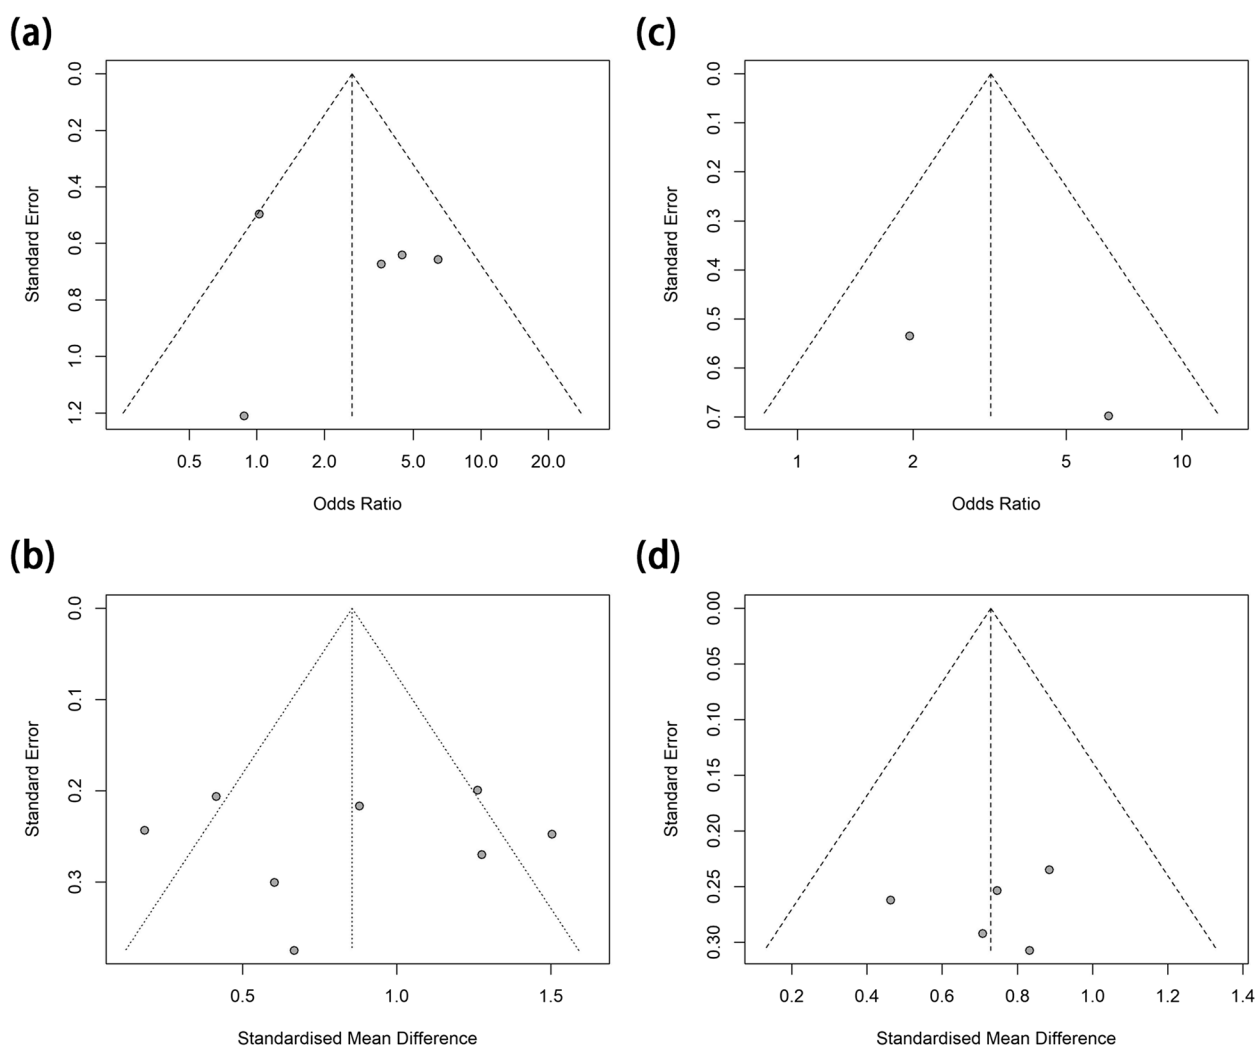 (a)
0.0
0.2
0.4
0.6
0.8
1.0
1.2
Standard Error
0.5 1.0 2.0 5.0 10.0 20.0
Odds Ratio
(c)
0.0
0.1
0.2
0.3
0.4
0.5
0.6
0.7
Standard Error
1 2 5 10
Odds Ratio
(b)
0.0
0.1
0.2
0.3
Standard Error
0.5 1.0 1.5
Standardised Mean Difference
(d)
0.00
0.05
0.10
0.15
0.20
0.25
0.30
Standard Error
0.2 0.4 0.6 0.8 1.0 1.2 1.4
Standardised Mean Difference